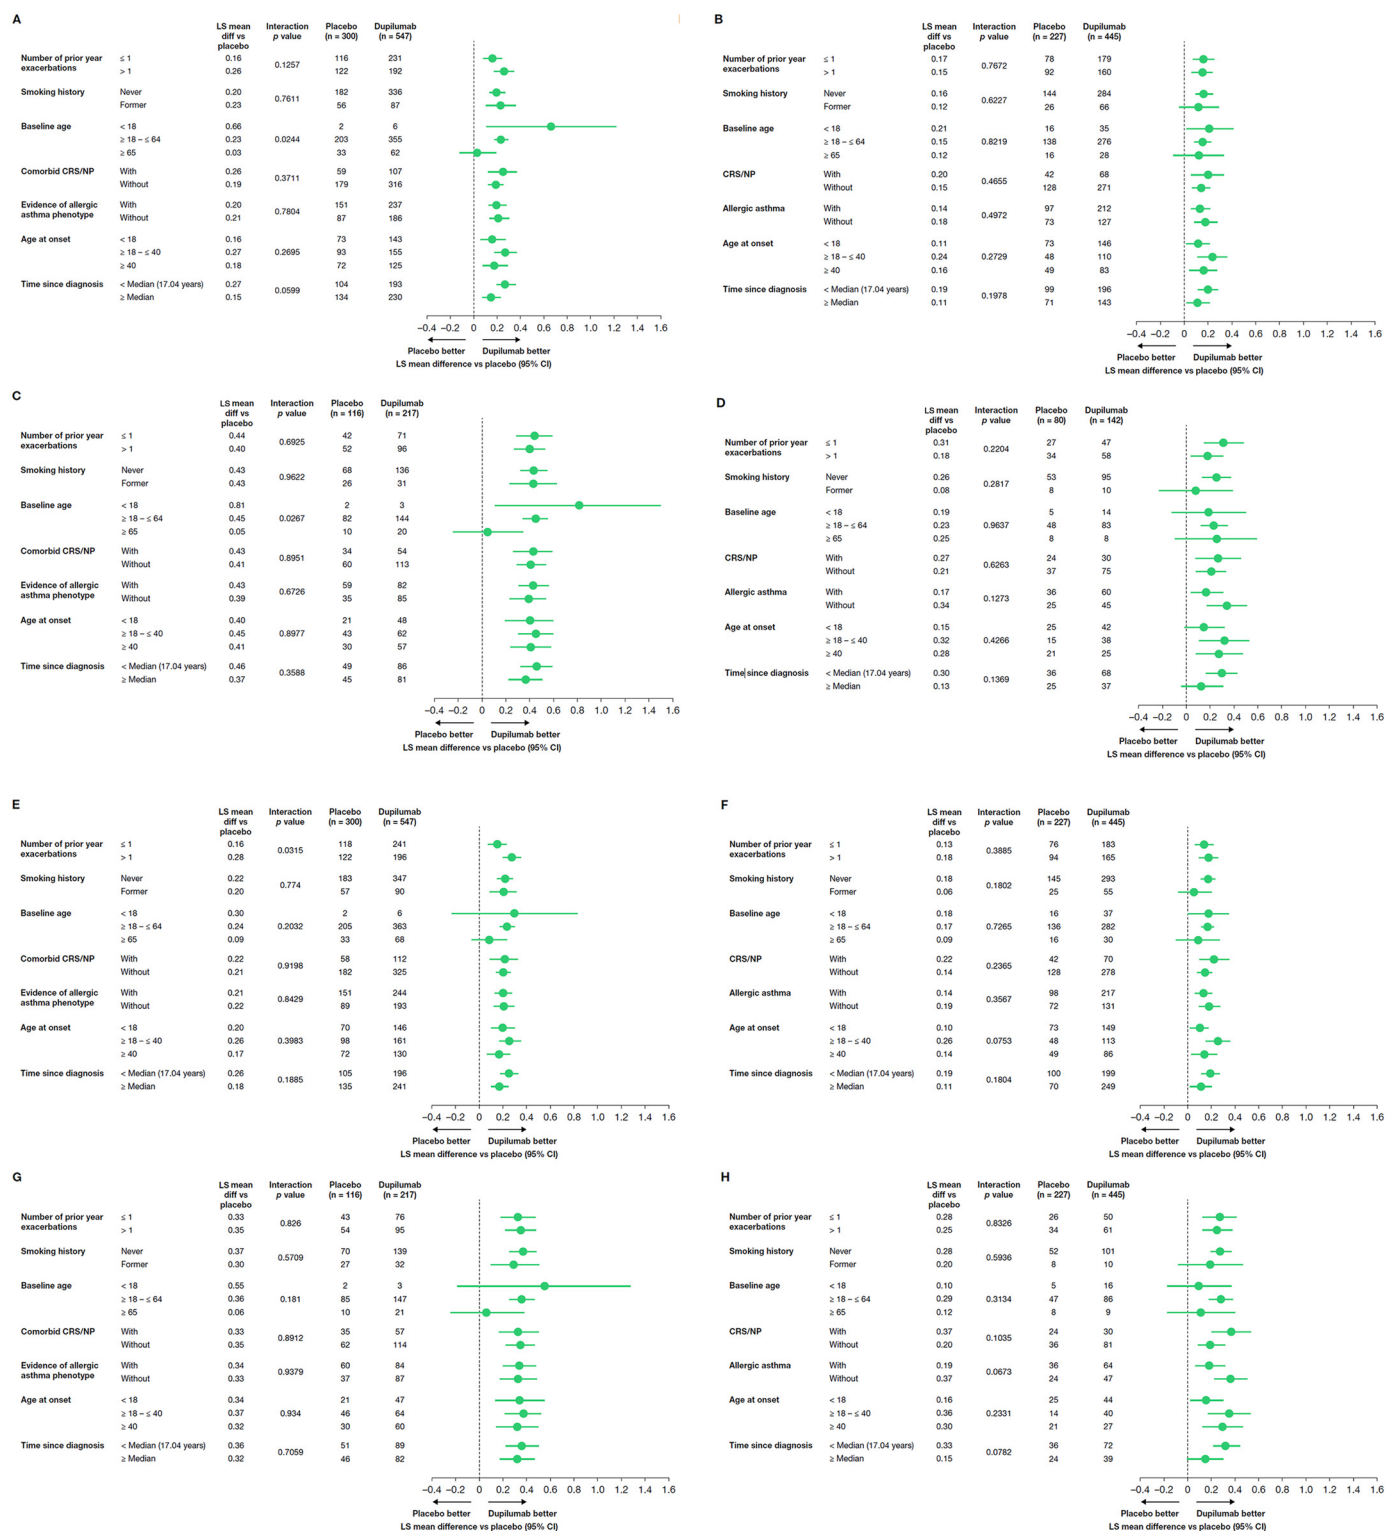 A
LS mean diff vs placebo Interaction p value Placebo (n = 300) Dupilumab (n = 547)
Number of prior year exacerbations
≤ 1 0.16 0.1257 116 231
> 1 0.26 122 192
Smoking history Never 0.20 0.7611 182 336
Former 0.23 56 87
Baseline age < 18 0.66 2 6
≥ 18 – ≤ 64 0.23 0.0244 203 355
≥ 65 0.03 33 62
Comorbid CRS/NP With 0.26 0.3711 59 107
Without 0.19 179 316
Evidence of allergic asthma phenotype
With 0.20 0.7804 151 237
Without 0.21 87 186
Age at onset < 18 0.16 73 143
≥ 18 – ≤ 40 0.27 0.2695 93 155
≥ 40 0.18 72 125
Time since diagnosis < Median (17.04 years) 0.27 0.0599 104 193
≥ Median 0.15 134 230
–0.4 –0.2 0 0.2 0.4 0.6 0.8 1.0 1.2 1.4 1.6
Placebo better Dupilumab better
LS mean difference vs placebo (95% CI)
B
LS mean diff vs placebo Interaction p value Placebo (n = 227) Dupilumab (n = 445)
Number of prior year exacerbations
≤ 1 0.17 0.7672 78 179
> 1 0.15 92 160
Smoking history Never 0.16 0.6227 144 284
Former 0.12 26 66
Baseline age < 18 0.21 16 35
≥ 18 – ≤ 64 0.15 0.8219 138 276
≥ 65 0.12 16 28
CRS/NP With 0.20 0.4655 42 68
Without 0.15 128 271
Allergic asthma With 0.14 0.4972 97 212
Without 0.18 73 127
Age at onset < 18 0.11 73 146
≥ 18 – ≤ 40 0.24 0.2729 48 110
≥ 40 0.16 49 83
Time since diagnosis < Median (17.04 years) 0.19 0.1978 99 196
≥ Median 0.11 71 143
–0.4 –0.2 0 0.2 0.4 0.6 0.8 1.0 1.2 1.4 1.6
Placebo better Dupilumab better
LS mean difference vs placebo (95% CI)
C
LS mean diff vs placebo Interaction p value Placebo (n = 116) Dupilumab (n = 217)
Number of prior year exacerbations
≤ 1 0.44 0.6925 42 71
> 1 0.40 52 96
Smoking history Never 0.43 0.9622 68 136
Former 0.43 26 31
Baseline age < 18 0.81 2 3
≥ 18 – ≤ 64 0.45 0.0267 82 144
≥ 65 0.05 10 20
Comorbid CRS/NP With 0.43 0.8951 34 54
Without 0.41 60 113
Evidence of allergic asthma phenotype
With 0.43 0.6726 59 82
Without 0.39 35 85
Age at onset < 18 0.40 21 48
≥ 18 – ≤ 40 0.45 0.8977 43 62
≥ 40 0.41 30 57
Time since diagnosis < Median (17.04 years) 0.46 0.3588 49 86
≥ Median 0.37 45 81
–0.4 –0.2 0 0.2 0.4 0.6 0.8 1.0 1.2 1.4 1.6
Placebo better Dupilumab better
LS mean difference vs placebo (95% CI)
D
LS mean diff vs placebo Interaction p value Placebo (n = 80) Dupilumab (n = 142)
Number of prior year exacerbations
≤ 1 0.31 0.2204 27 47
> 1 0.18 34 58
Smoking history Never 0.26 0.2817 53 95
Former 0.08 8 10
Baseline age < 18 0.19 5 14
≥ 18 – ≤ 64 0.23 0.9637 48 83
≥ 65 0.25 8 8
CRS/NP With 0.27 0.6263 24 30
Without 0.21 37 75
Allergic asthma With 0.17 0.1273 36 60
Without 0.34 25 45
Age at onset < 18 0.15 25 42
≥ 18 – ≤ 40 0.32 0.4266 15 38
≥ 40 0.28 21 25
Time since diagnosis < Median (17.04 years) 0.30 0.1369 36 68
≥ Median 0.13 25 37
–0.4 –0.2 0 0.2 0.4 0.6 0.8 1.0 1.2 1.4 1.6
Placebo better Dupilumab better
LS mean difference vs placebo (95% CI)
E
LS mean diff vs placebo Interaction p value Placebo (n = 300) Dupilumab (n = 547)
Number of prior year exacerbations
≤ 1 0.16 0.0315 118 241
> 1 0.28 122 196
Smoking history Never 0.22 0.774 183 347
Former 0.20 57 90
Baseline age < 18 0.30 2 6
≥ 18 – ≤ 64 0.24 0.2032 205 363
≥ 65 0.09 33 68
Comorbid CRS/NP With 0.22 0.9198 58 112
Without 0.21 182 325
Evidence of allergic asthma phenotype
With 0.21 0.8429 151 244
Without 0.22 89 193
Age at onset < 18 0.20 70 146
≥ 18 – ≤ 40 0.26 0.3983 98 161
≥ 40 0.17 72 130
Time since diagnosis < Median (17.04 years) 0.26 0.1885 105 196
≥ Median 0.18 135 241
–0.4 –0.2 0 0.2 0.4 0.6 0.8 1.0 1.2 1.4 1.6
Placebo better Dupilumab better
LS mean difference vs placebo (95% CI)
F
LS mean diff vs placebo Interaction p value Placebo (n = 227) Dupilumab (n = 445)
Number of prior year exacerbations
≤ 1 0.13 0.3885 76 183
> 1 0.18 94 165
Smoking history Never 0.18 0.1802 145 293
Former 0.06 25 55
Baseline age < 18 0.18 16 37
≥ 18 – ≤ 64 0.17 0.7265 136 282
≥ 65 0.09 16 30
CRS/NP With 0.22 0.2365 42 70
Without 0.14 128 278
Allergic asthma With 0.14 0.3567 98 217
Without 0.19 72 131
Age at onset < 18 0.10 73 149
≥ 18 – ≤ 40 0.26 0.0753 48 113
≥ 40 0.14 49 86
Time since diagnosis < Median (17.04 years) 0.19 0.1804 100 199
≥ Median 0.11 70 249
–0.4 –0.2 0 0.2 0.4 0.6 0.8 1.0 1.2 1.4 1.6
Placebo better Dupilumab better
LS mean difference vs placebo (95% CI)
G
LS mean diff vs placebo Interaction p value Placebo (n = 116) Dupilumab (n = 217)
Number of prior year exacerbations
≤ 1 0.33 0.826 43 76
> 1 0.35 54 95
Smoking history Never 0.37 0.5709 70 139
Former 0.30 27 32
Baseline age < 18 0.55 2 3
≥ 18 – ≤ 64 0.36 0.181 85 147
≥ 65 0.06 10 21
Comorbid CRS/NP With 0.33 0.8912 35 57
Without 0.35 62 114
Evidence of allergic asthma phenotype
With 0.34 0.9379 60 84
Without 0.33 37 87
Age at onset < 18 0.34 21 47
≥ 18 – ≤ 40 0.37 0.934 46 64
≥ 40 0.32 30 60
Time since diagnosis < Median (17.04 years) 0.36 0.7059 51 89
≥ Median 0.32 46 82
–0.4 –0.2 0 0.2 0.4 0.6 0.8 1.0 1.2 1.4 1.6
Placebo better Dupilumab better
LS mean difference vs placebo (95% CI)
H
LS mean diff vs placebo Interaction p value Placebo (n = 227) Dupilumab (n = 445)
Number of prior year exacerbations
≤ 1 0.28 0.8326 26 50
> 1 0.25 34 61
Smoking history Never 0.28 0.5936 52 101
Former 0.20 8 10
Baseline age < 18 0.10 5 16
≥ 18 – ≤ 64 0.29 0.3134 47 86
≥ 65 0.12 8 9
CRS/NP With 0.37 0.1035 24 30
Without 0.20 36 81
Allergic asthma With 0.19 0.0673 36 64
Without 0.37 24 47
Age at onset < 18 0.16 25 44
≥ 18 – ≤ 40 0.36 0.2331 14 40
≥ 40 0.30 21 27
Time since diagnosis < Median (17.04 years) 0.33 0.0782 36 72
≥ Median 0.15 24 39
–0.4 –0.2 0 0.2 0.4 0.6 0.8 1.0 1.2 1.4 1.6
Placebo better Dupilumab better
LS mean difference vs placebo (95% CI)